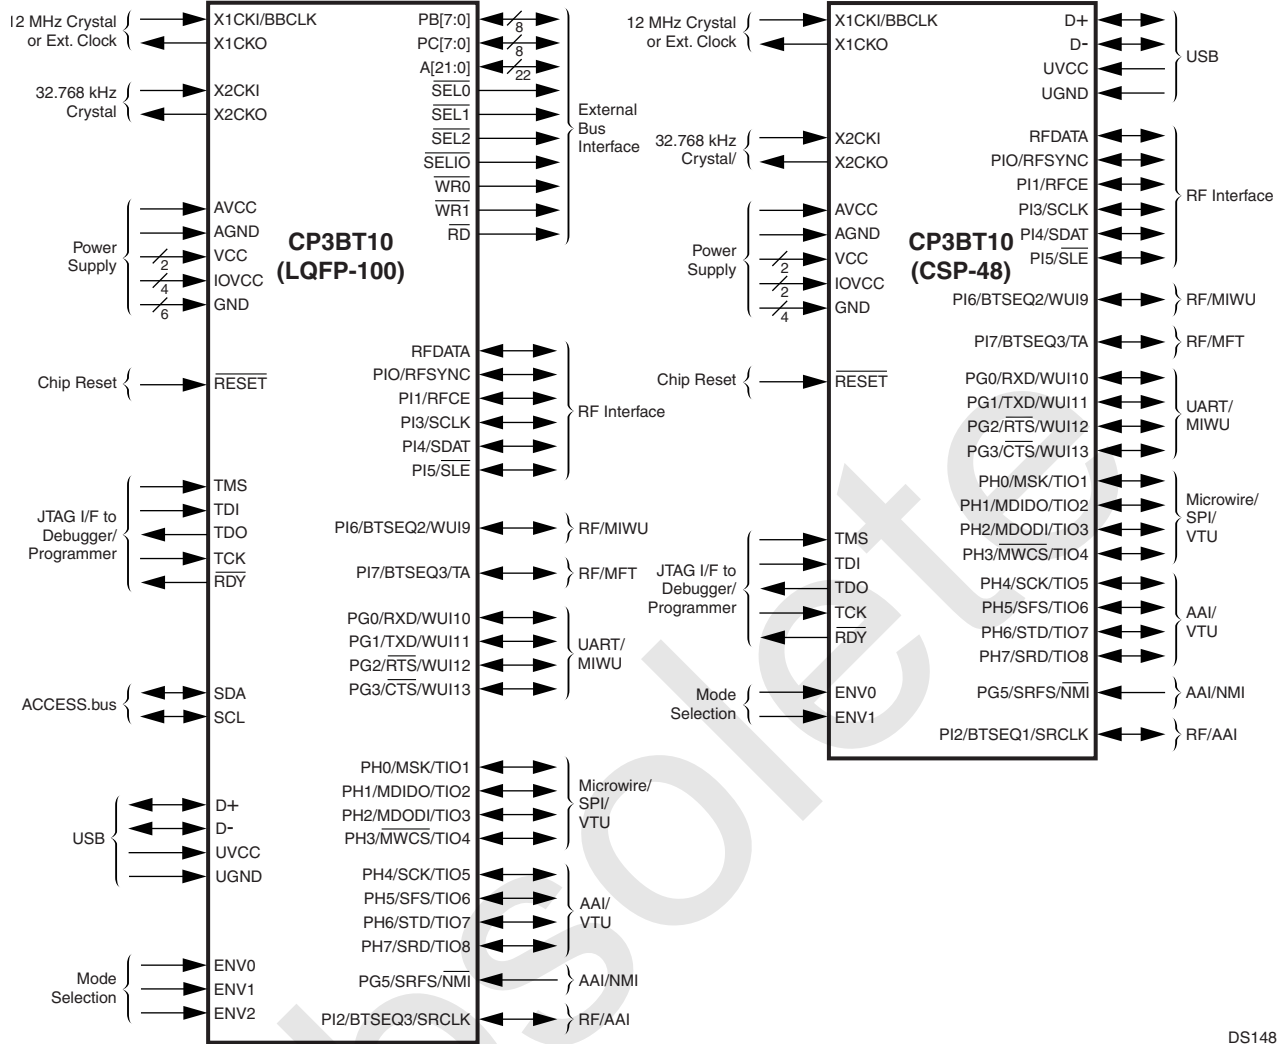 12 MHz Crystal
or Ext. Clock
X1CKI/BBCLK
X1CKO
32.768 kHz
Crystal
X2CKI
X2CKO
Power
Supply
AVCC
AGND
VCC
2
IOVCC
4
GND
6
Chip Reset
RESET
JTAG I/F to
Debugger/
Programmer
TMS
TDI
TDO
TCK
RDY
ACCESS.bus
SDA
SCL
USB
D+
D-
UVCC
UGND
Mode
Selection
ENV0
ENV1
ENV2
CP3BT10
(LQFP-100)
PB[7:0]
8
PC[7:0]
8
A[21:0]
22
SEL0
SEL1
SEL2
SELIO
WR0
WR1
RD
External
Bus
Interface
RFDATA
PIO/RFSYNC
PI1/RFCE
PI3/SCLK
PI4/SDAT
PI5/SLE
RF Interface
PI6/BTSEQ2/WUI9
RF/MIWU
PI7/BTSEQ3/TA
RF/MFT
PG0/RXD/WUI10
PG1/TXD/WUI11
PG2/RTS/WUI12
PG3/CTS/WUI13
UART/
MIWU
PH0/MSK/TIO1
PH1/MDIDO/TIO2
PH2/MDODI/TIO3
PH3/MWCS/TIO4
Microwire/
SPI/
VTU
PH4/SCK/TIO5
PH5/SFS/TIO6
PH6/STD/TIO7
PH7/SRD/TIO8
AAI/
VTU
PG5/SRFS/NMI
AAI/NMI
PI2/BTSEQ3/SRCLK
RF/AAI
12 MHz Crystal
or Ext. Clock
X1CKI/BBCLK
X1CKO
32.768 kHz
Crystal/
X2CKI
X2CKO
Power
Supply
AVCC
AGND
VCC
2
IOVCC
2
GND
4
Chip Reset
RESET
JTAG I/F to
Debugger/
Programmer
TMS
TDI
TDO
TCK
RDY
Mode
Selection
ENV0
ENV1
CP3BT10
(CSP-48)
D+
D-
UVCC
UGND
USB
RFDATA
PIO/RFSYNC
PI1/RFCE
PI3/SCLK
PI4/SDAT
PI5/SLE
RF Interface
PI6/BTSEQ2/WUI9
RF/MIWU
PI7/BTSEQ3/TA
RF/MFT
PG0/RXD/WUI10
PG1/TXD/WUI11
PG2/RTS/WUI12
PG3/CTS/WUI13
UART/
MIWU
PH0/MSK/TIO1
PH1/MDIDO/TIO2
PH2/MDODI/TIO3
PH3/MWCS/TIO4
Microwire/
SPI/
VTU
PH4/SCK/TIO5
PH5/SFS/TIO6
PH6/STD/TIO7
PH7/SRD/TIO8
AAI/
VTU
PG5/SRFS/NMI
AAI/NMI
PI2/BTSEQ1/SRCLK
RF/AAI
DS148
bsolete